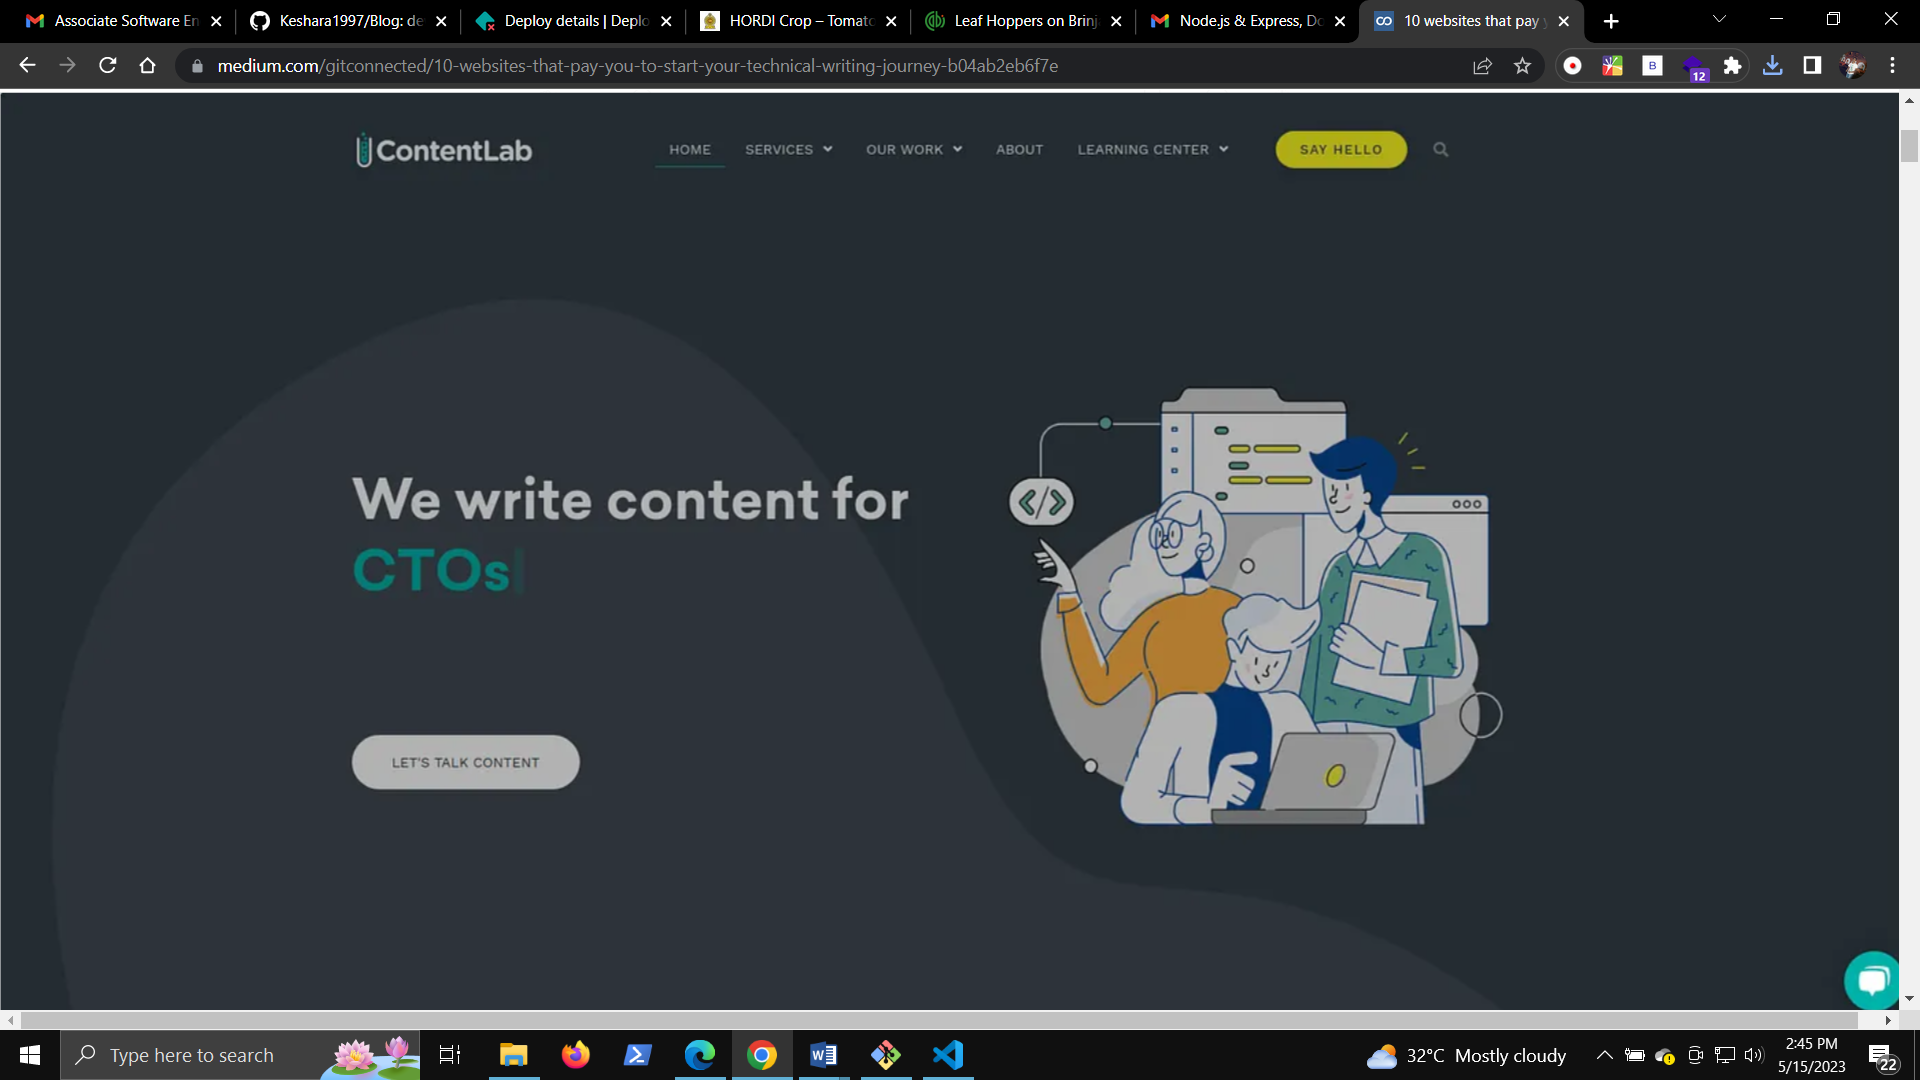 Associate Software En
Keshara1997/Blog: de
Deploy details | Deplo
HORDI Crop – Tomato
Leaf Hoppers on Brinj
Node.js & Express, Do
10 websites that pay y
medium.com/gitconnected/10-websites-that-pay-you-to-start-your-technical-writing-journey-b04ab2eb6f7e
B
12
ContentLab
HOME
SERVICES
OUR WORK
ABOUT
LEARNING CENTER
SAY HELLO
We write content for
CTOs
</>
LET'S TALK CONTENT
Type here to search
32°C Mostly cloudy
2:45 PM
5/15/2023
22